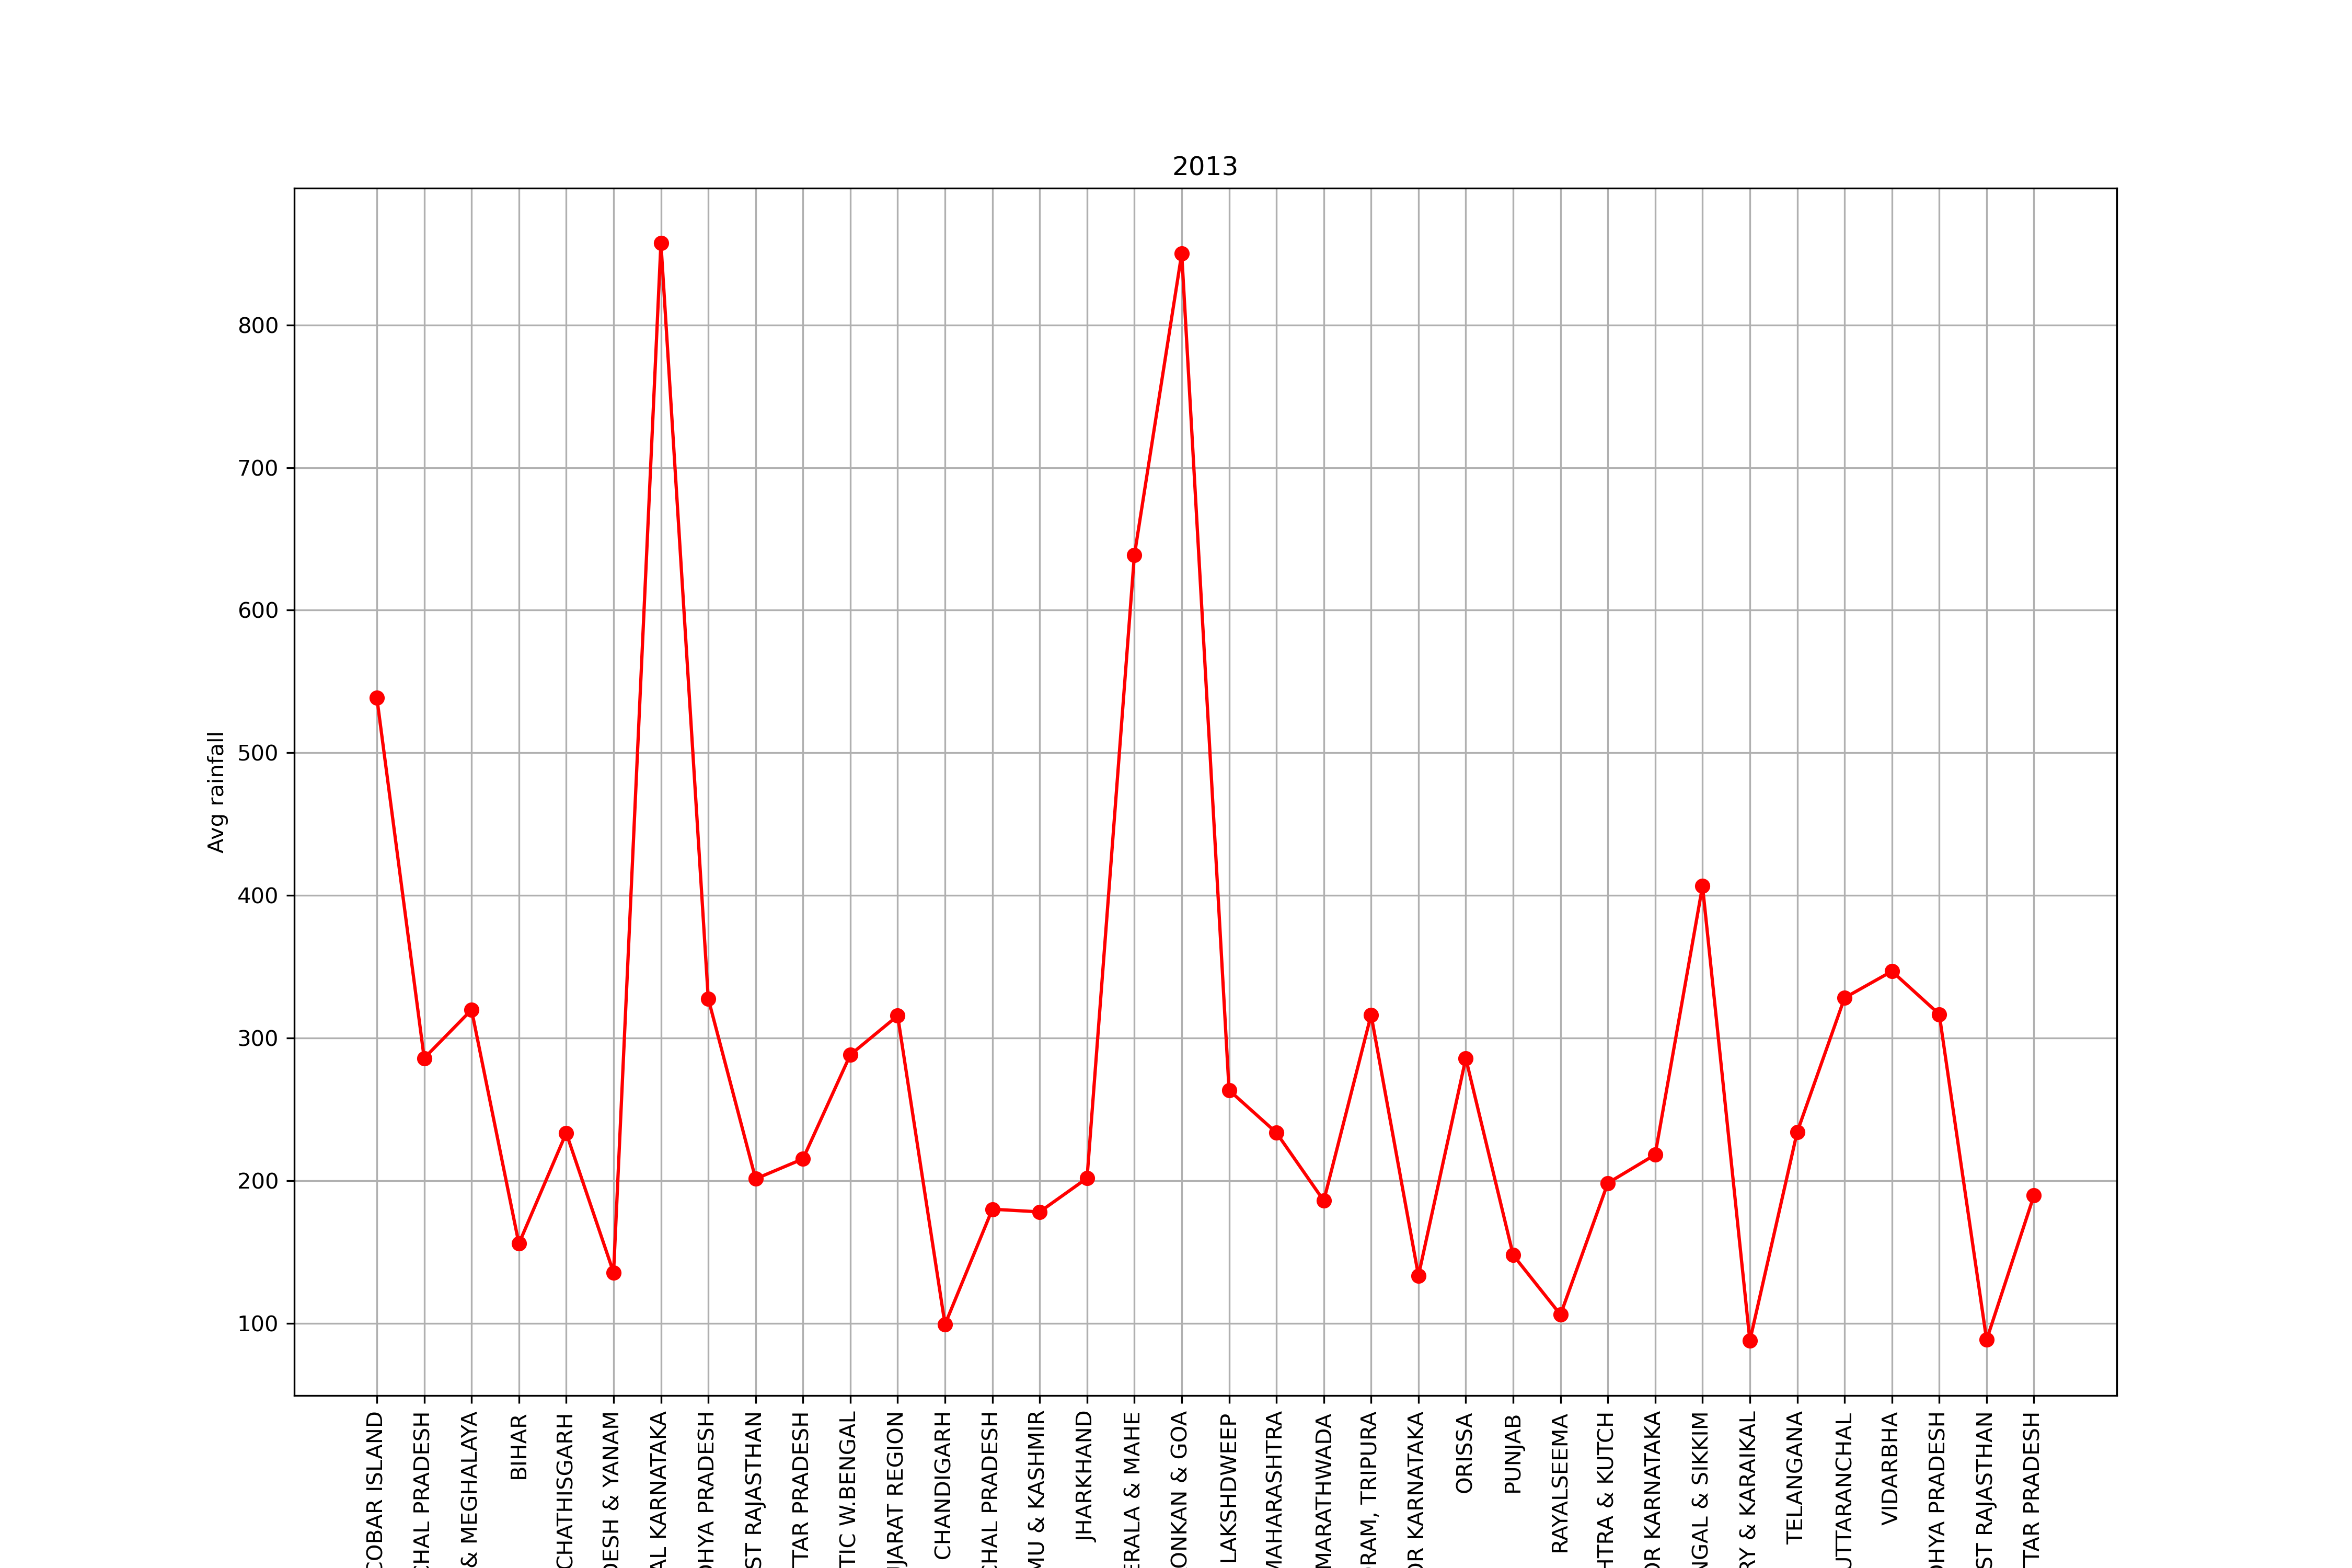 2013
Avg rainfall
800
700
600
500
400
300
200
100
COBAR ISLAND
CHAL PRADESH
& MEGHALAYA
BIHAR
CHATHISGARH
DESH & YANAM
AL KARNATAKA
DHYA PRADESH
ST RAJASTHAN
TTAR PRADESH
TIC W.BENGAL
JARAT REGION
CHANDIGARH
CHAL PRADESH
MU & KASHMIR
JHARKHAND
ERALA & MAHE
ONKAN & GOA
LAKSHDWEEP
MAHARASHTRA
MARATHWADA
RAM, TRIPURA
OR KARNATAKA
ORISSA
PUNJAB
RAYALSEEMA
HTRA & KUTCH
OR KARNATAKA
NGAL & SIKKIM
RY & KARAIKAL
TELANGANA
UTTARANCHAL
VIDARBHA
DHYA PRADESH
ST RAJASTHAN
TTAR PRADESH